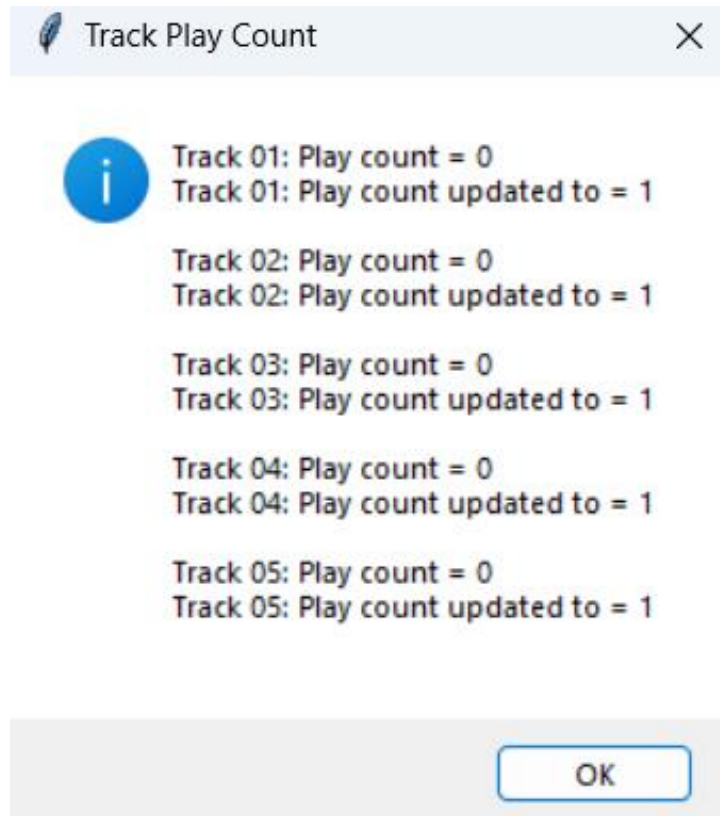 Track Play Count
Track 01: Play count = 0
Track 01: Play count updated to = 1
Track 02: Play count = 0
Track 02: Play count updated to = 1
Track 03: Play count = 0
Track 03: Play count updated to = 1
Track 04: Play count = 0
Track 04: Play count updated to = 1
Track 05: Play count = 0
Track 05: Play count updated to = 1
OK